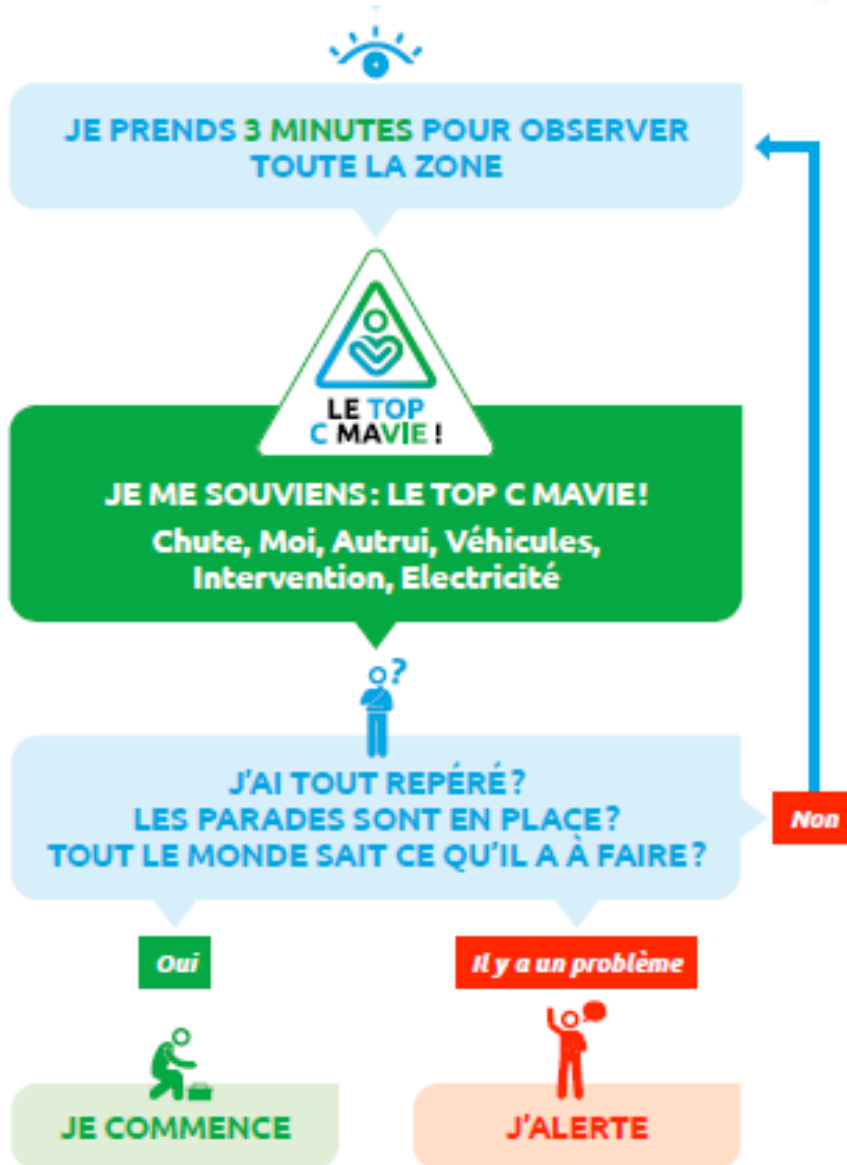 JE PRENDS 3 MINUTES POUR OBSERVER
TOUTE LA ZONE
LE TOP
C MAVIE !
JE ME SOUVIENS : LE TOP C MAVIE !
Chute, Moi, Autrui, Véhicules,
Intervention, Electricité
?
J'AI TOUT REPÉRÉ ?
LES PARADES SONT EN PLACE ?
TOUT LE MONDE SAIT CE QU'IL A À FAIRE ?
Non
Oui
Il y a un problème
JE COMMENCE
J'ALERTE